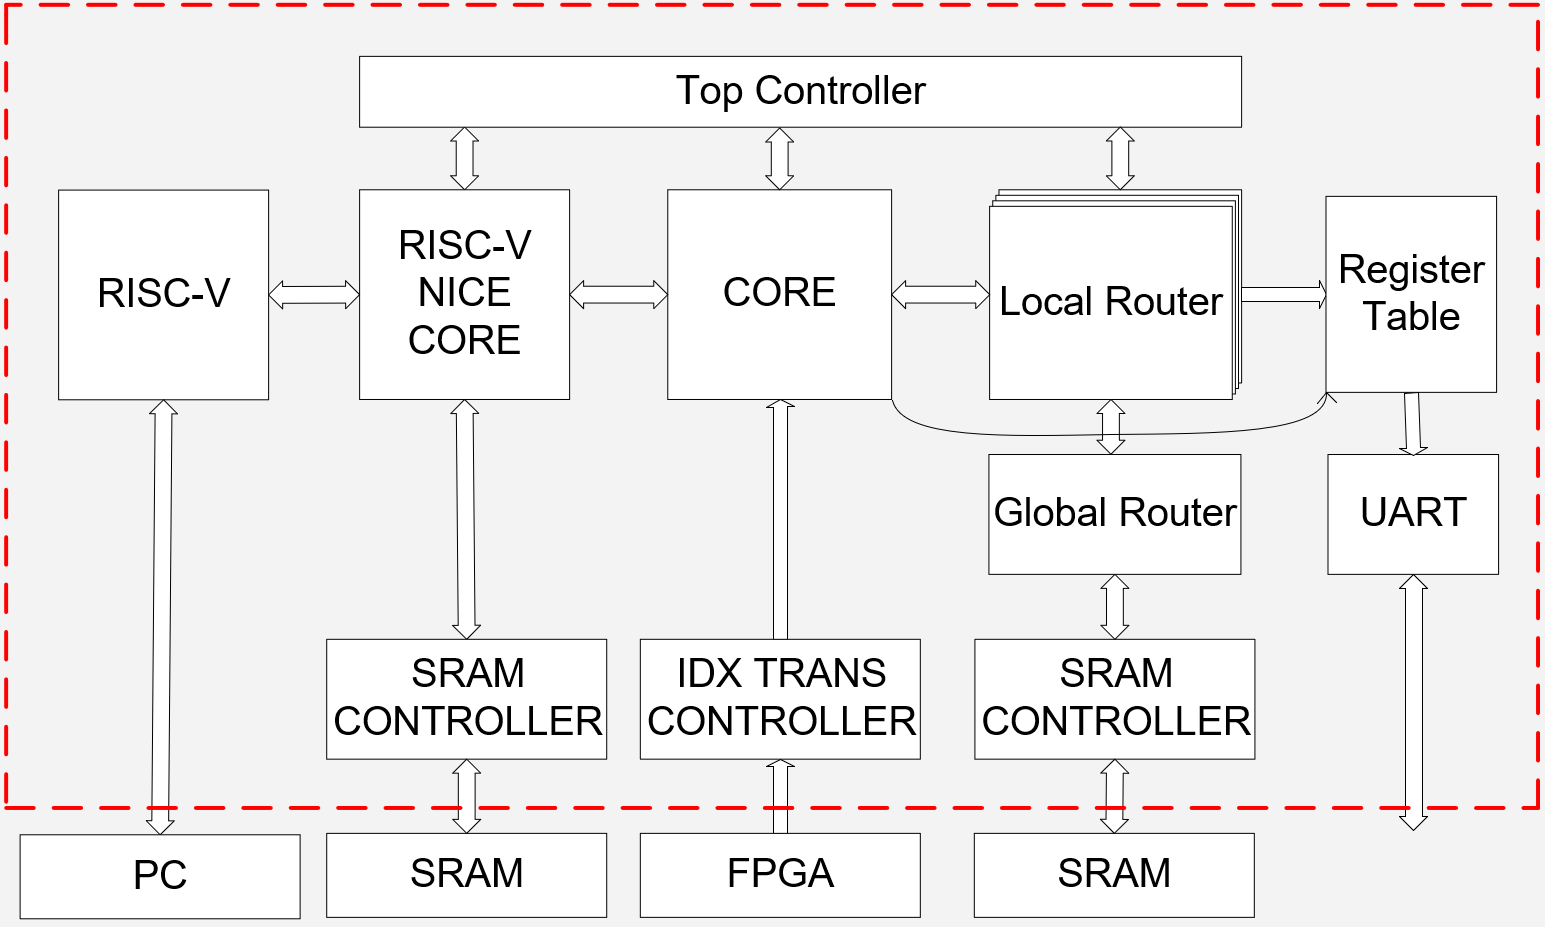 Top Controller
RISC-V
RISC-V
NICE
CORE
CORE
Local Router
Register
Table
Global Router
UART
SRAM
CONTROLLER
IDX TRANS
CONTROLLER
SRAM
CONTROLLER
PC
SRAM
FPGA
SRAM